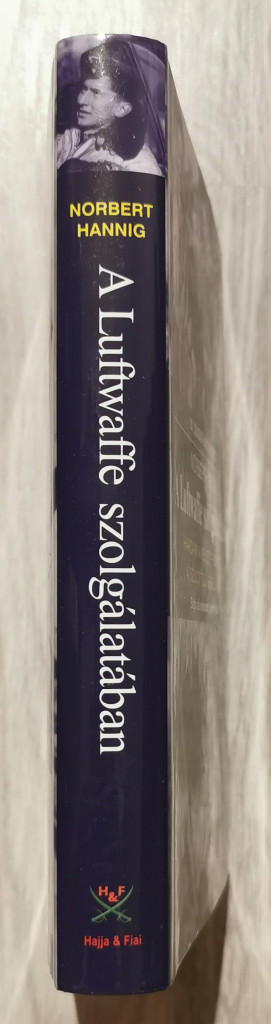 NORBERT
HANNIG
A Luftwaffe szolgálatában
H&F
Hajja & Fiai